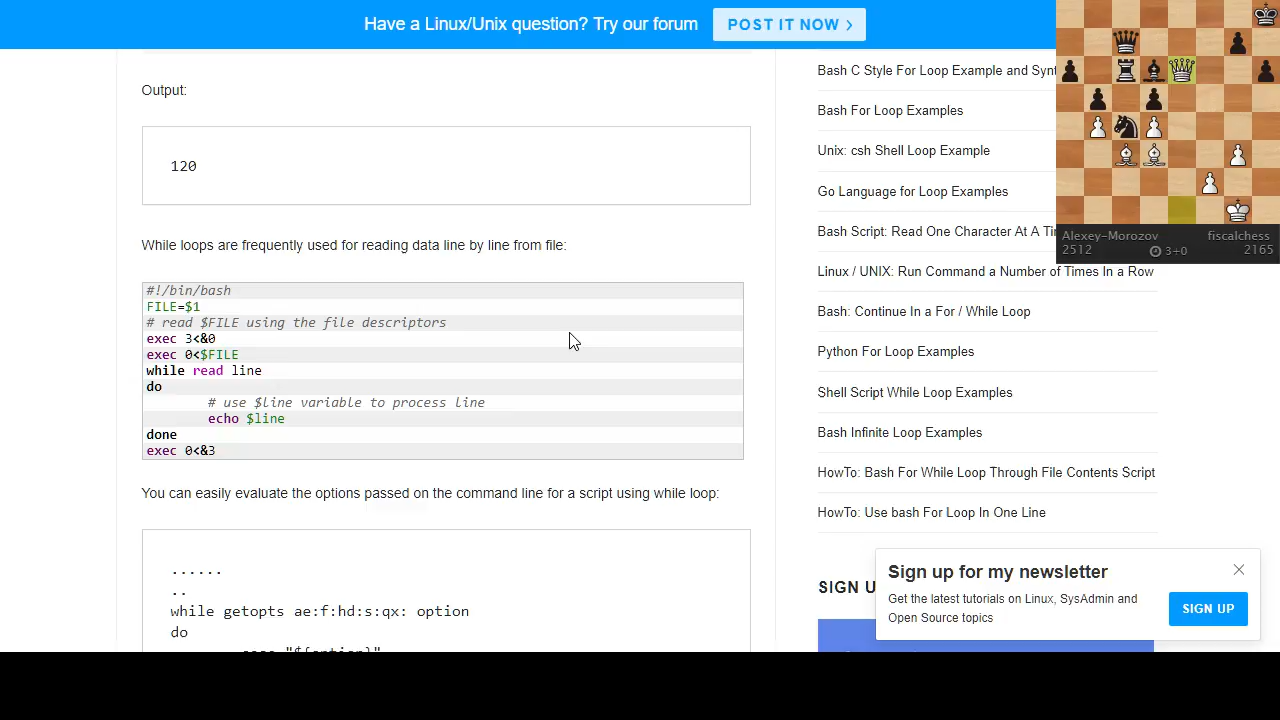 Have a Linux/Unix question? Try our forum
POST IT NOW
Output:
120
While loops are frequently used for reading data line by line from file:
#!/bin/bash
FILE=$1
# read $FILE using the file descriptors
exec 3<&0
exec 0<$FILE
while read line
do
# use $line variable to process line
echo $line
done
exec 0<&3
You can easily evaluate the options passed on the command line for a script using while loop:
......
..
while getopts ae:f:hd:s:qx: option
do
case "${option}"
Bash C Style For Loop Example and Synt
Bash For Loop Examples
Unix: csh Shell Loop Example
Go Language for Loop Examples
Bash Script: Read One Character At A Ti
Linux / UNIX: Run Command a Number of Times In a Row
Bash: Continue In a For / While Loop
Python For Loop Examples
Shell Script While Loop Examples
Bash Infinite Loop Examples
HowTo: Bash For While Loop Through File Contents Script
HowTo: Use bash For Loop In One Line
SIGN U
Alexey-Morozov fiscalchess
2512 3+0 2165
Sign up for my newsletter
Get the latest tutorials on Linux, SysAdmin and
Open Source topics
SIGN UP